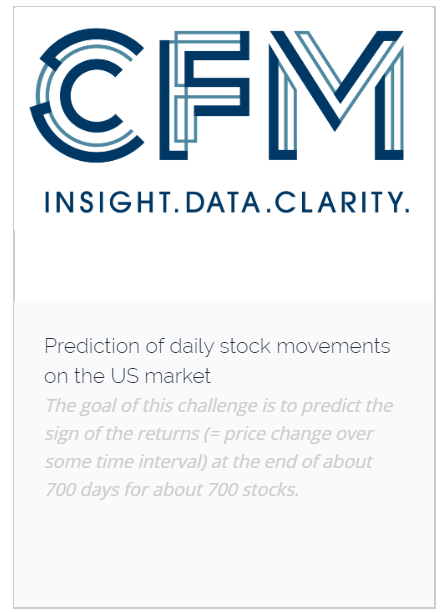 CFM
INSIGHT.DATA.CLARITY.
Prediction of daily stock movements
on the US market
The goal of this challenge is to predict the
sign of the returns (= price change over
some time interval) at the end of about
700 days for about 700 stocks.